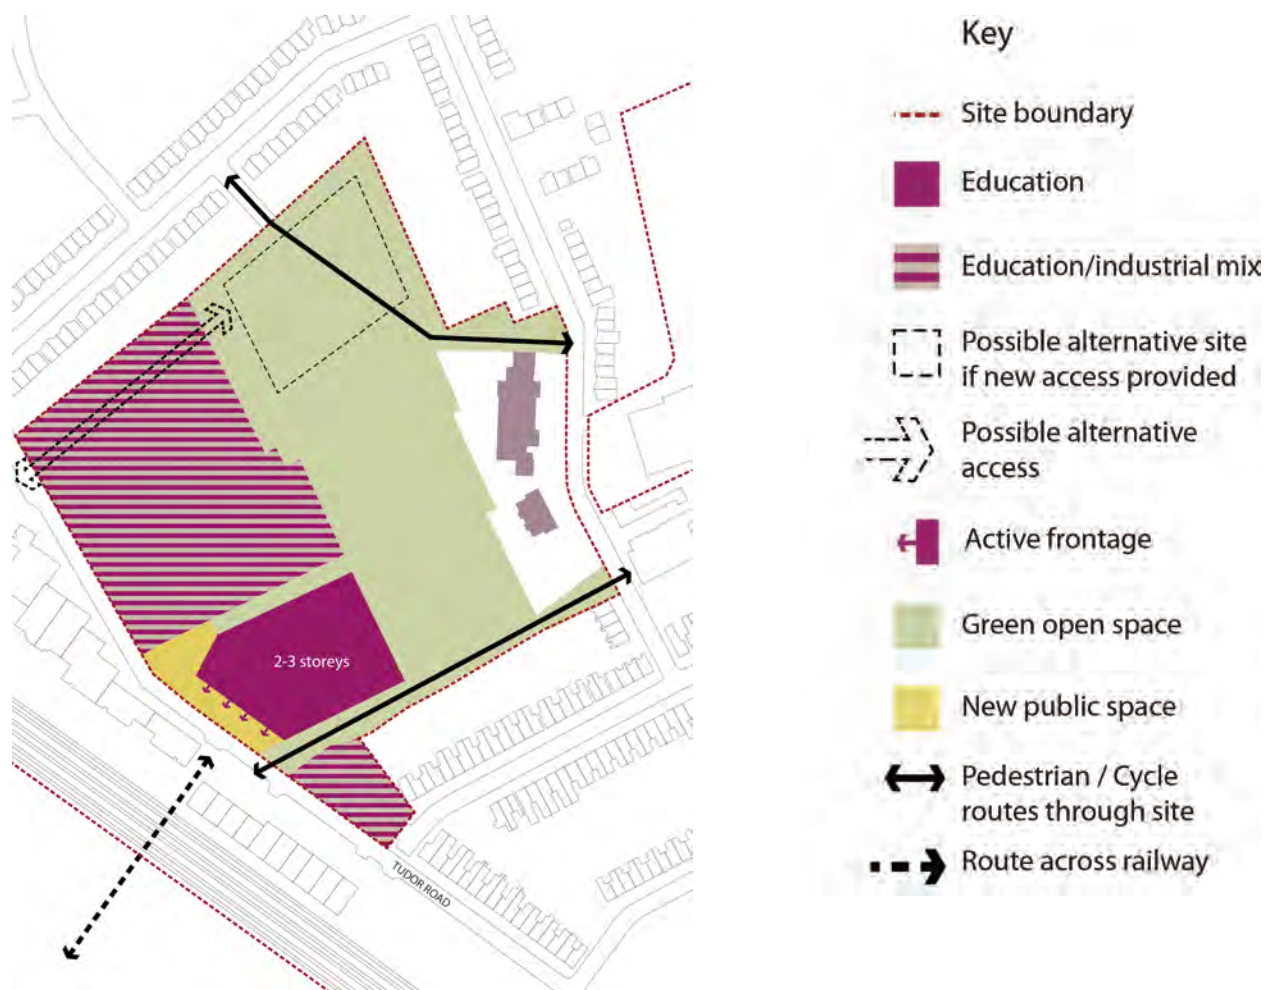 2-3 storeys
TUDOR ROAD
Key
Site boundary
Education
Education/industrial mix
Possible alternative site
if new access provided
Possible alternative
access
Active frontage
Green open space
New public space
Pedestrian / Cycle
routes through site
Route across railway